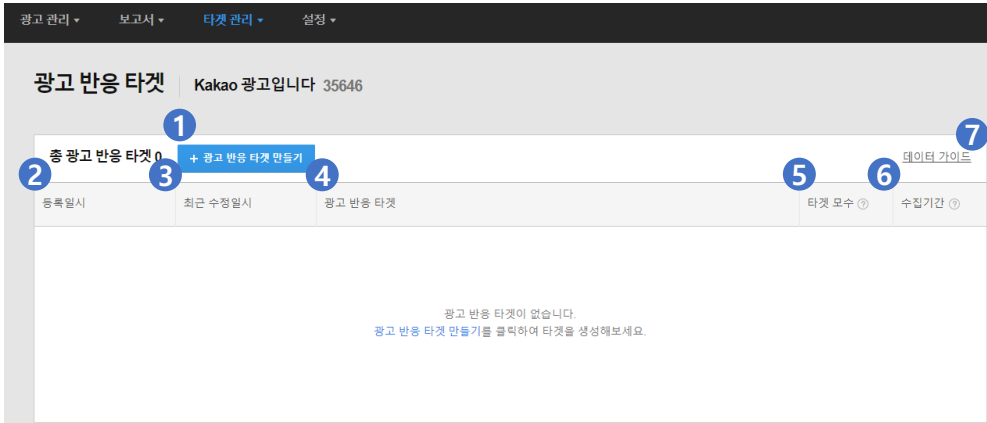 광고 관리 ▾ 보고서 ▾ 타겟 관리 ▾ 설정 ▾
광고 반응 타겟 Kakao 광고입니다 35646
1 7
총 광고 반응 타겟 0 + 광고 반응 타겟 만들기 데이터 가이드
2 3 4 5 6
등록일시 최근 수정일시 광고 반응 타겟 타겟 모수 ? 수집기간 ?
광고 반응 타겟이 없습니다.
광고 반응 타겟 만들기를 클릭하여 타겟을 생성해보세요.